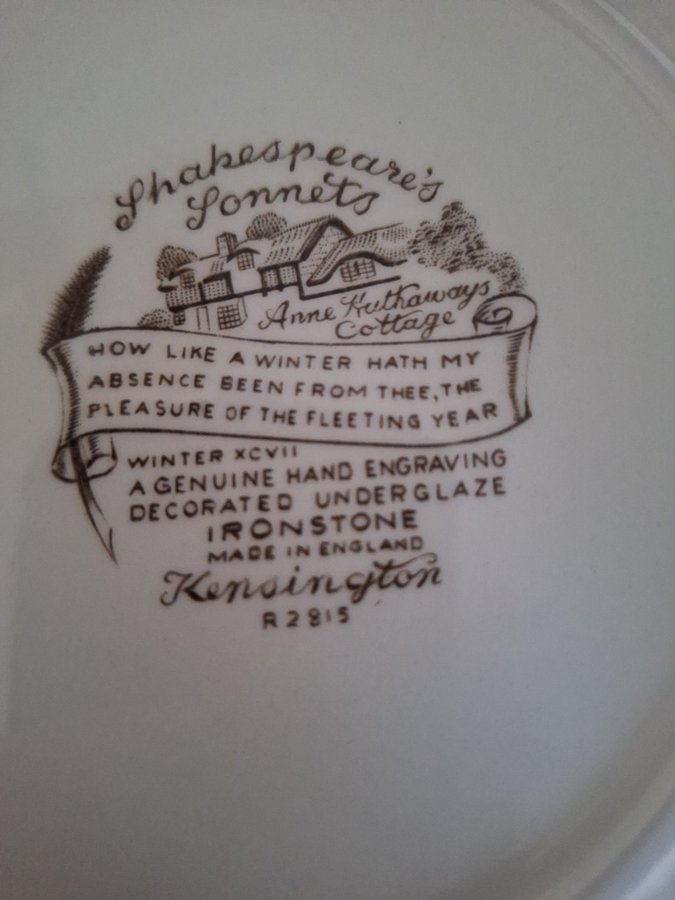 Shakespeare's
Sonnets
Anne Huthaways
Cottage
HOW LIKE A WINTER HATH MY
ABSENCE BEEN FROM THEE, THE
PLEASURE OF THE FLEETING YEAR
WINTER XCVII
A GENUINE HAND ENGRAVING
DECORATED UNDERGLAZE
IRONSTONE
MADE IN ENGLAND
Kensington
R2815